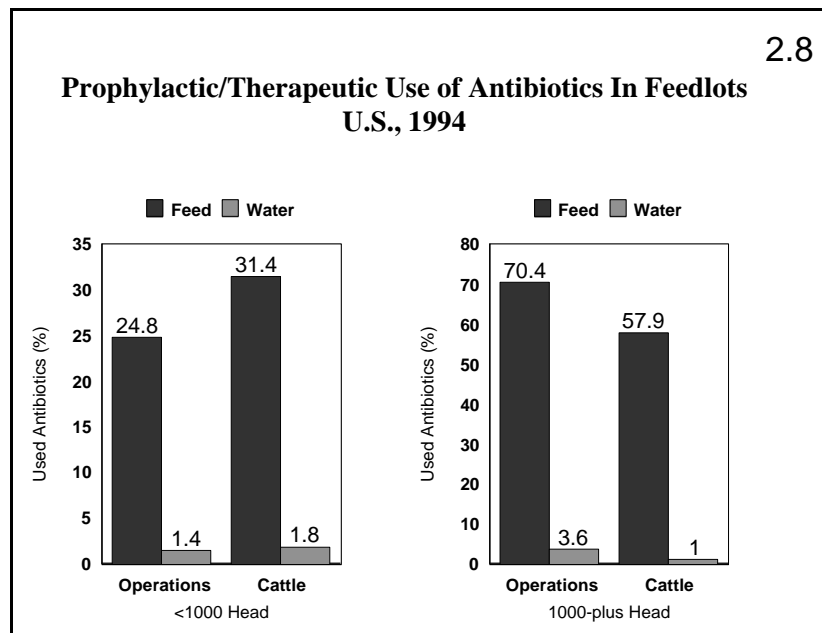 2.8
Prophylactic/Therapeutic Use of Antibiotics In Feedlots
U.S., 1994
Feed Water
35
30
25
20
15
10
5
0
Used Antibiotics (%)
24.8
31.4
1.4
1.8
Operations Cattle
<1000 Head
Feed Water
80
70
60
50
40
30
20
10
0
Used Antibiotics (%)
70.4
57.9
3.6
1
Operations Cattle
1000-plus Head